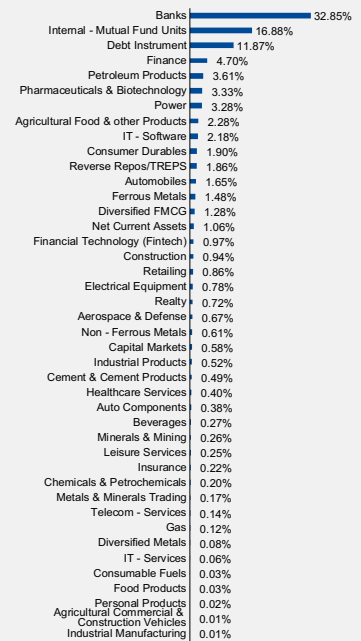 Banks 32.85%
Internal - Mutual Fund Units 16.88%
Debt Instrument 11.87%
Finance 4.70%
Petroleum Products 3.61%
Pharmaceuticals & Biotechnology 3.33%
Power 3.28%
Agricultural Food & other Products 2.28%
IT - Software 2.18%
Consumer Durables 1.90%
Reverse Repos/TREPS 1.86%
Automobiles 1.65%
Ferrous Metals 1.48%
Diversified FMCG 1.28%
Net Current Assets 1.06%
Financial Technology (Fintech) 0.97%
Construction 0.94%
Retailing 0.86%
Electrical Equipment 0.78%
Realty 0.72%
Aerospace & Defense 0.67%
Non - Ferrous Metals 0.61%
Capital Markets 0.58%
Industrial Products 0.52%
Cement & Cement Products 0.49%
Healthcare Services 0.40%
Auto Components 0.38%
Beverages 0.27%
Minerals & Mining 0.26%
Leisure Services 0.25%
Insurance 0.22%
Chemicals & Petrochemicals 0.20%
Metals & Minerals Trading 0.17%
Telecom - Services 0.14%
Gas 0.12%
Diversified Metals 0.08%
IT - Services 0.06%
Consumable Fuels 0.03%
Food Products 0.03%
Personal Products 0.02%
Agricultural Commercial &
Construction Vehicles 0.01%
Industrial Manufacturing 0.01%